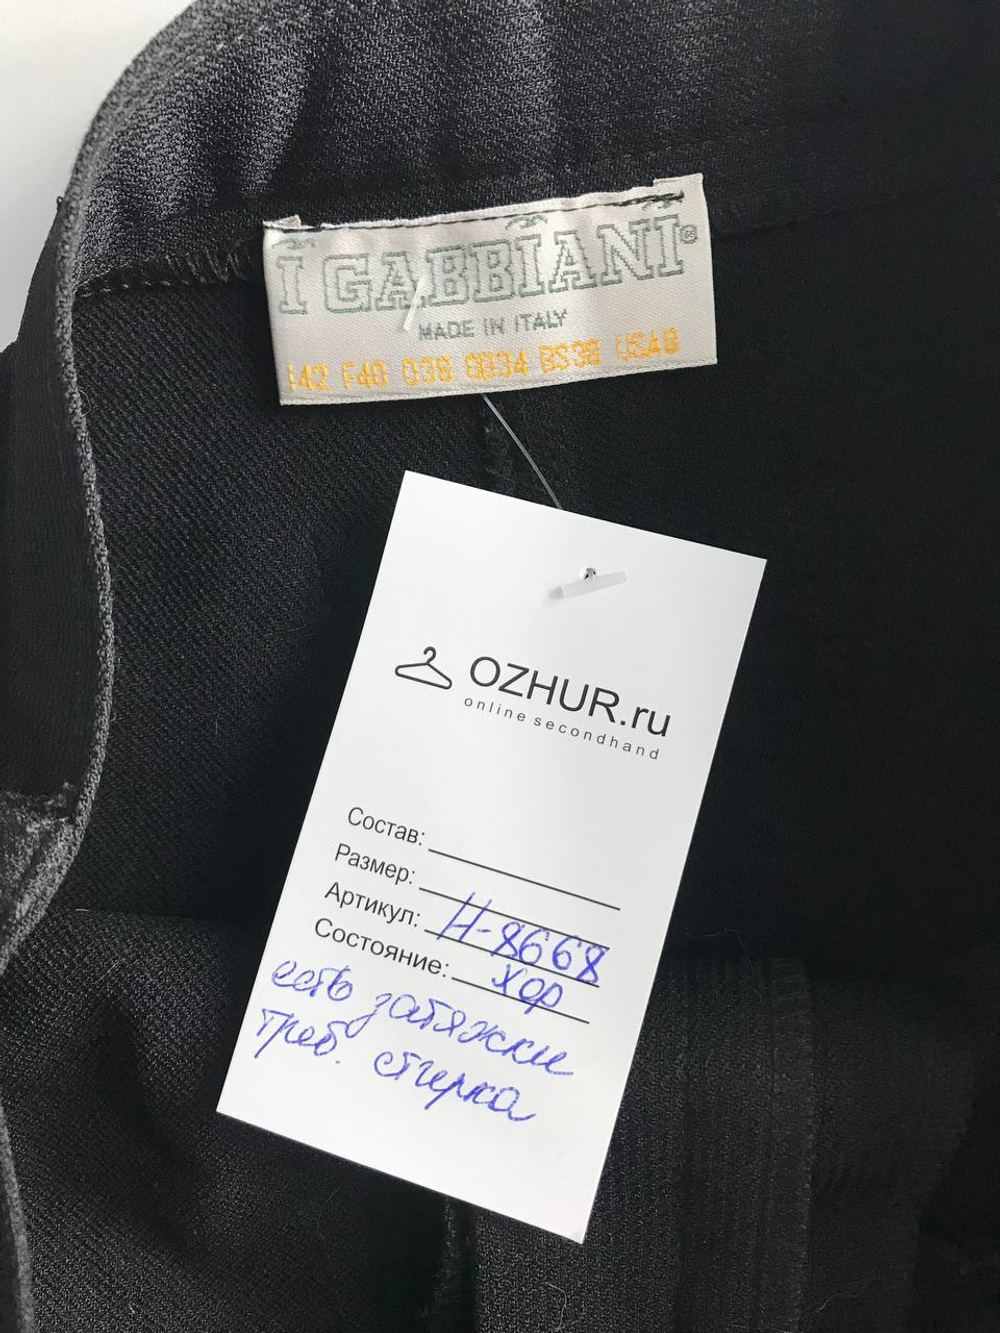 I GABBIANI®
MADE IN ITALY
I42 F40 D36 GB34 BS38 USA8
OZHUR.ru
online secondhand
Состав:
Размер:
Артикул: Н-8668
Состояние: хор
есть затяжки
треб. стирка